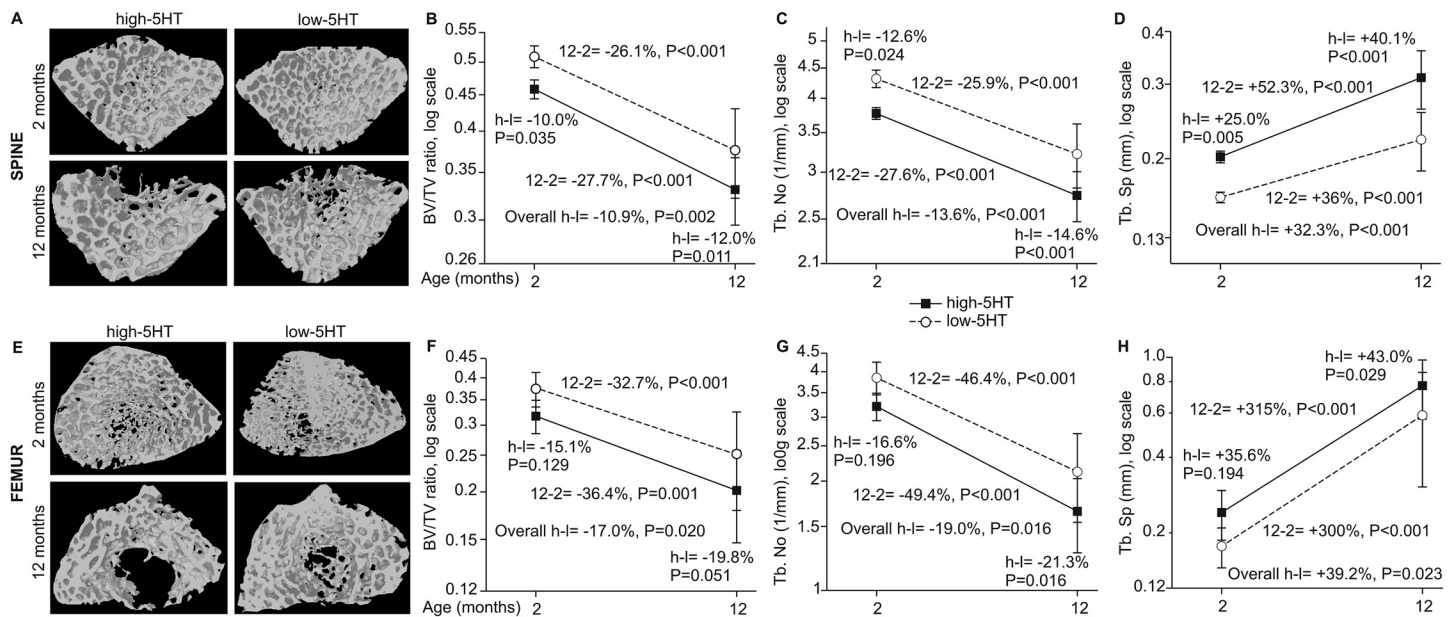 A
high-5HT
low-5HT
SPINE
2 months
12 months
B
BV/TV ratio, log scale
0.55
0.5
0.45
0.4
0.35
0.3
0.26
12-2= -26.1%, P<0.001
h-l= -10.0%
P=0.035
12-2= -27.7%, P<0.001
Overall h-l= -10.9%, P=0.002
h-l= -12.0%
P=0.011
Age (months)
2
12
C
Tb. No (1/mm), log scale
5
4.5
4
3.5
3
2.5
2.1
h-l= -12.6%
P=0.024
12-2= -25.9%, P<0.001
12-2= -27.6%, P<0.001
Overall h-l= -13.6%, P<0.001
h-l= -14.6%
P<0.001
2
12
D
Tb. Sp (mm), log scale
0.4
0.3
0.2
0.13
h-l= +40.1%
P<0.001
12-2= +52.3%, P<0.001
h-l= +25.0%
P=0.005
12-2= +36%, P<0.001
Overall h-l= +32.3%, P<0.001
2
12
high-5HT
low-5HT
E
high-5HT
low-5HT
FEMUR
2 months
12 months
F
BV/TV ratio, log scale
0.45
0.4
0.35
0.3
0.25
0.2
0.15
0.12
12-2= -32.7%, P<0.001
h-l= -15.1%
P=0.129
12-2= -36.4%, P=0.001
Overall h-l= -17.0%, P=0.020
h-l= -19.8%
P=0.051
Age (months)
2
12
G
Tb. No (1/mm), lo0g scale
4.5
4
3.5
3
2.5
2
1.5
1
12-2= -46.4%, P<0.001
h-l= -16.6%
P=0.196
12-2= -49.4%, P<0.001
Overall h-l= -19.0%, P=0.016
h-l= -21.3%
P=0.016
2
12
H
Tb. Sp (mm), log scale
1.0
0.8
0.6
0.4
0.2
0.12
h-l= +43.0%
P=0.029
12-2= +315%, P<0.001
h-l= +35.6%
P=0.194
12-2= +300%, P<0.001
Overall h-l= +39.2%, P=0.023
2
12